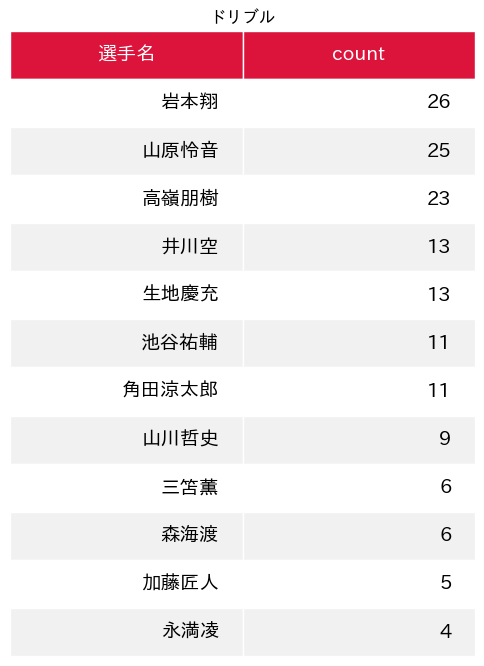 ドリブル
選手名 count
岩本翔 26
山原怜音 25
高嶺朋樹 23
井川空 13
生地慶充 13
池谷祐輔 11
角田涼太郎 11
山川哲史 9
三笘薫 6
森海渡 6
加藤匠人 5
永満凌 4